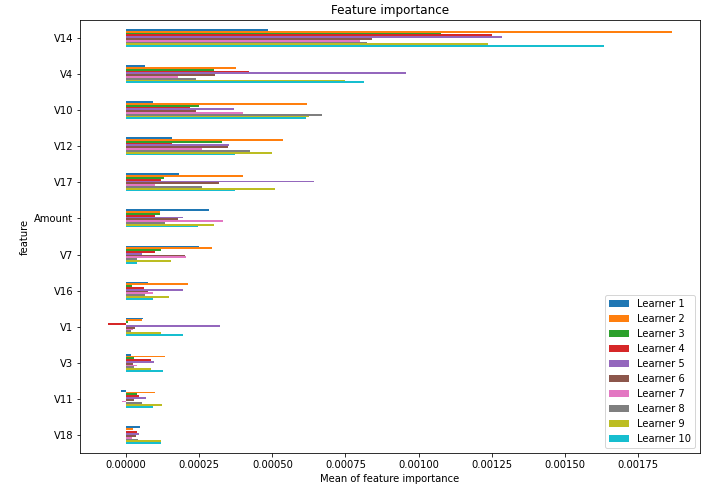 Feature importance
V14
V4
V10
V12
V17
Amount
V7
V16
V1
V3
V11
V18
feature
Learner 1
Learner 2
Learner 3
Learner 4
Learner 5
Learner 6
Learner 7
Learner 8
Learner 9
Learner 10
0.00000 0.00025 0.00050 0.00075 0.00100 0.00125 0.00150 0.00175
Mean of feature importance